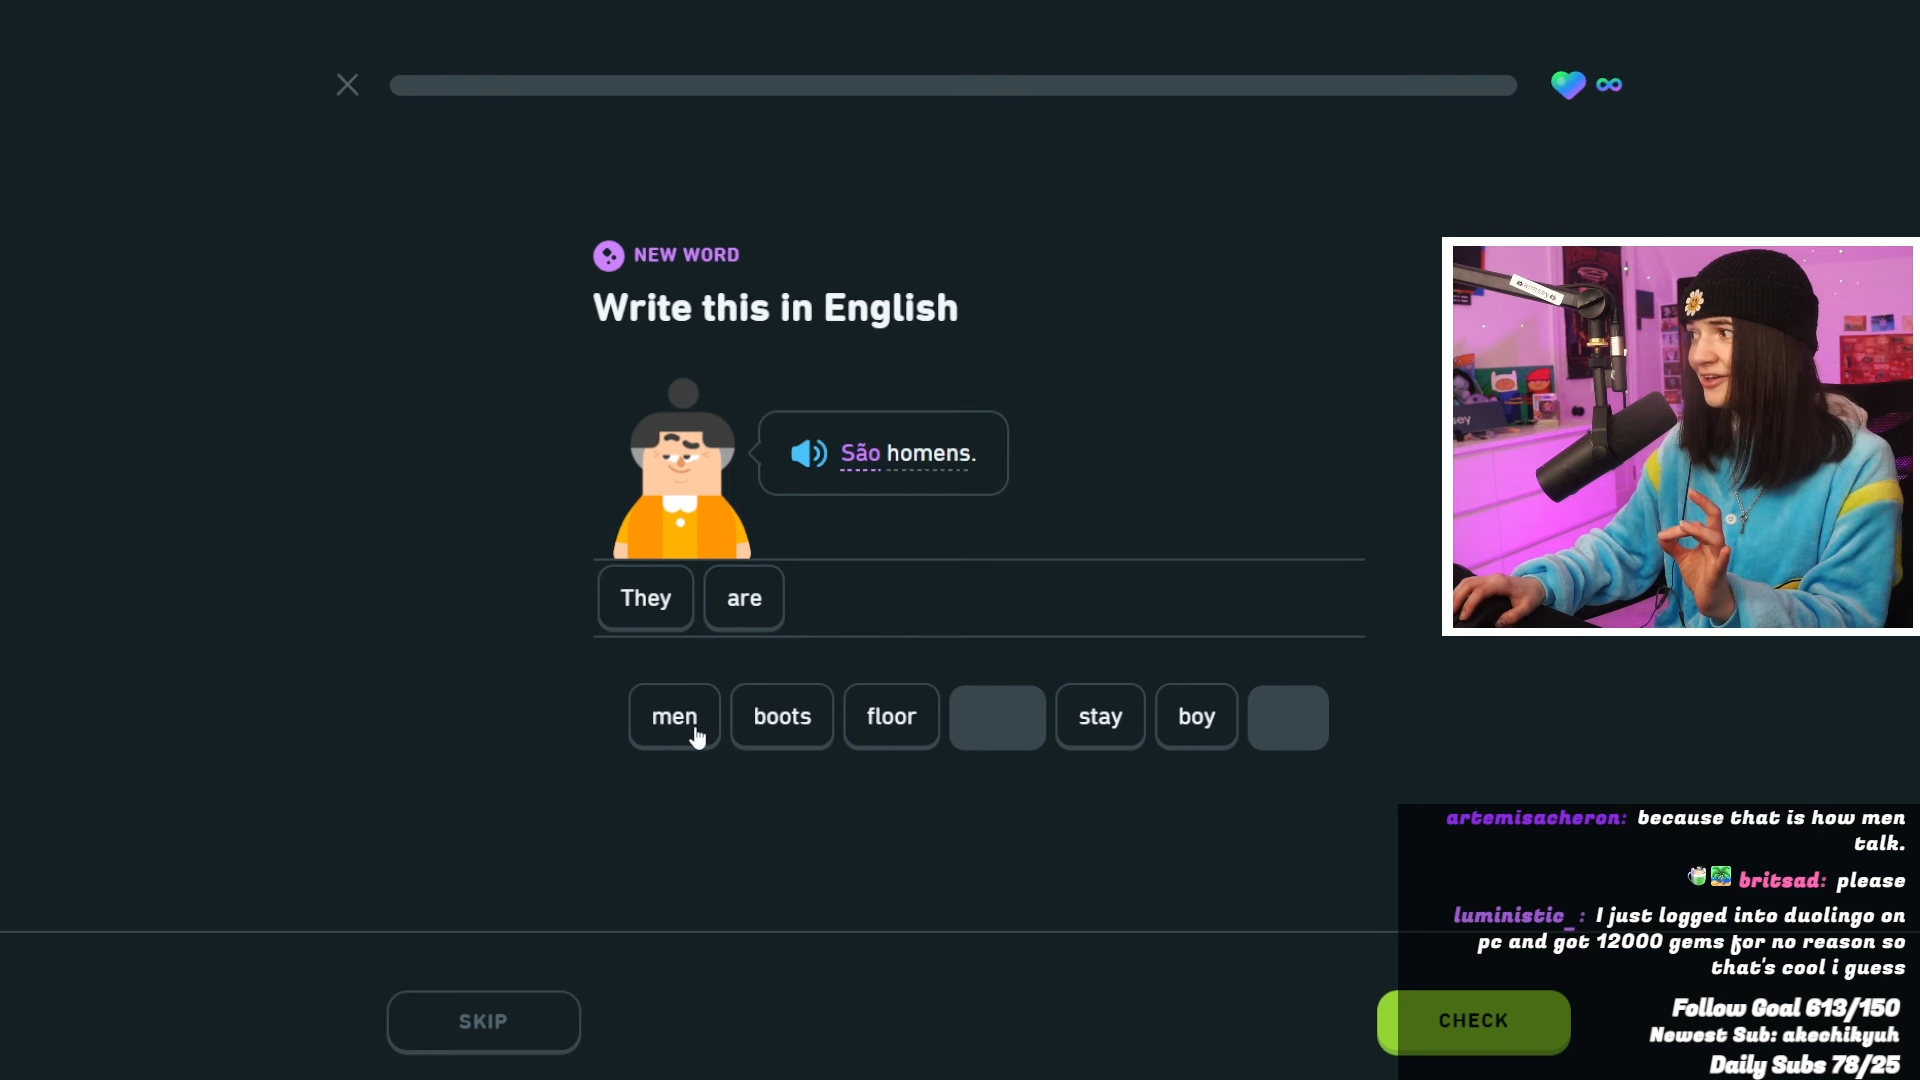 NEW WORD
Write this in English
São homens.
They are
men boots floor stay boy
SKIP
CHECK
artemisacheron: because that is how men
talk.
britsad: please
luministic_: I just logged into duolingo on
pc and got 12000 gems for no reason so
that's cool i guess
Follow Goal 613/150
Newest Sub: akechikyuh
Daily Subs 78/25